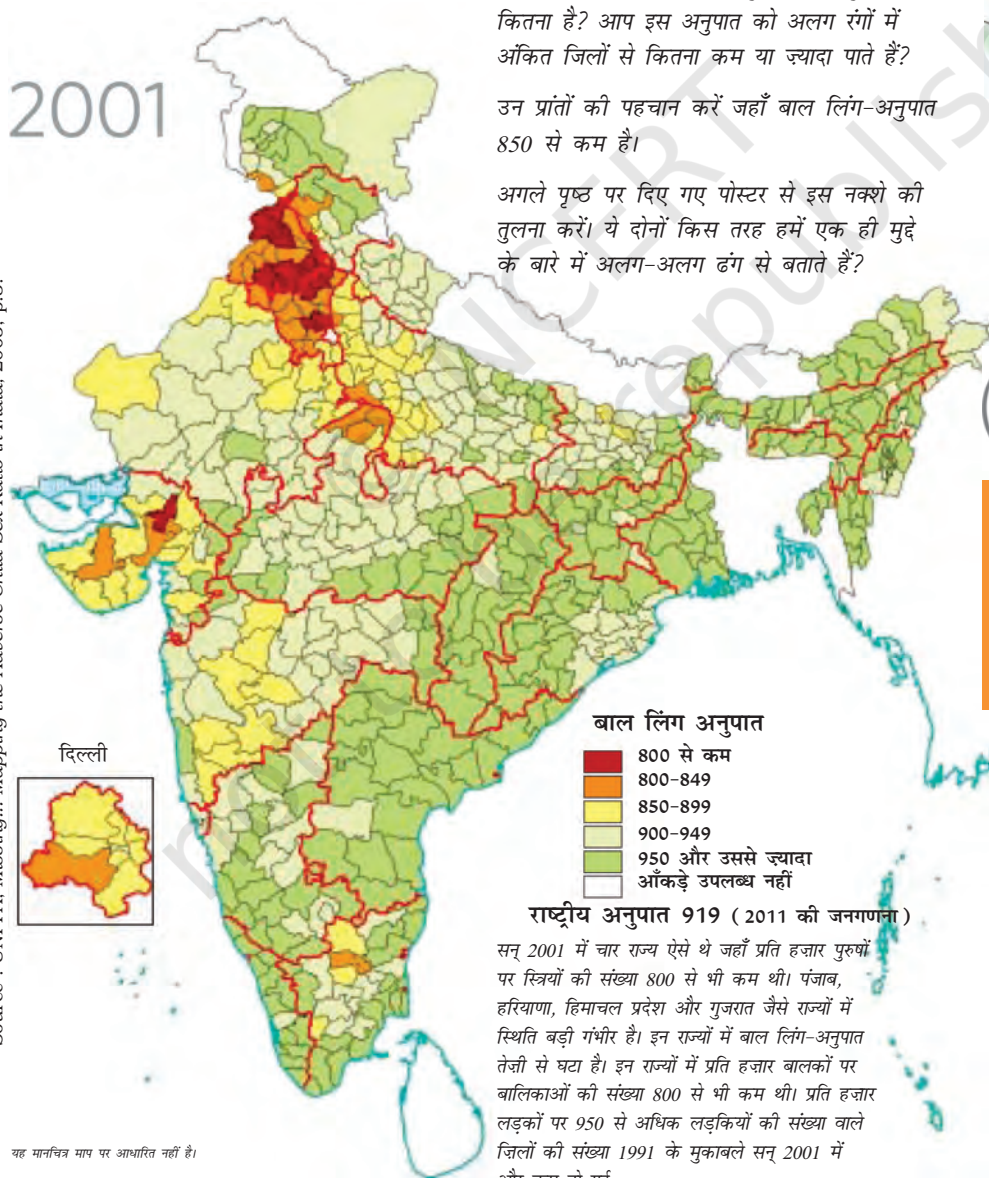 2001
कितना है? आप इस अनुपात को अलग रंगों में
अंकित जिलों से कितना कम या ज़्यादा पाते हैं?
उन प्रांतों की पहचान करें जहाँ बाल लिंग-अनुपात
850 से कम है।
अगले पृष्ठ पर दिए गए पोस्टर से इस नक्शे की
तुलना करें। ये दोनों किस तरह हमें एक ही मुद्दे
के बारे में अलग-अलग ढंग से बताते हैं?
दिल्ली
बाल लिंग अनुपात
800 से कम
800-849
850-899
900-949
950 और उससे ज़्यादा
आँकड़े उपलब्ध नहीं
राष्ट्रीय अनुपात 919 (2011 की जनगणना)
सन् 2001 में चार राज्य ऐसे थे जहाँ प्रति हज़ार पुरुषों
पर स्त्रियों की संख्या 800 से भी कम थी। पंजाब,
हरियाणा, हिमाचल प्रदेश और गुजरात जैसे राज्यों में
स्थिति बड़ी गंभीर है। इन राज्यों में बाल लिंग-अनुपात
तेज़ी से घटा है। इन राज्यों में प्रति हज़ार बालकों पर
बालिकाओं की संख्या 800 से भी कम थी। प्रति हज़ार
लड़कों पर 950 से अधिक लड़कियों की संख्या वाले
जिलों की संख्या 1991 के मुकाबले सन् 2001 में
यह मानचित्र माप पर आधारित नहीं है।